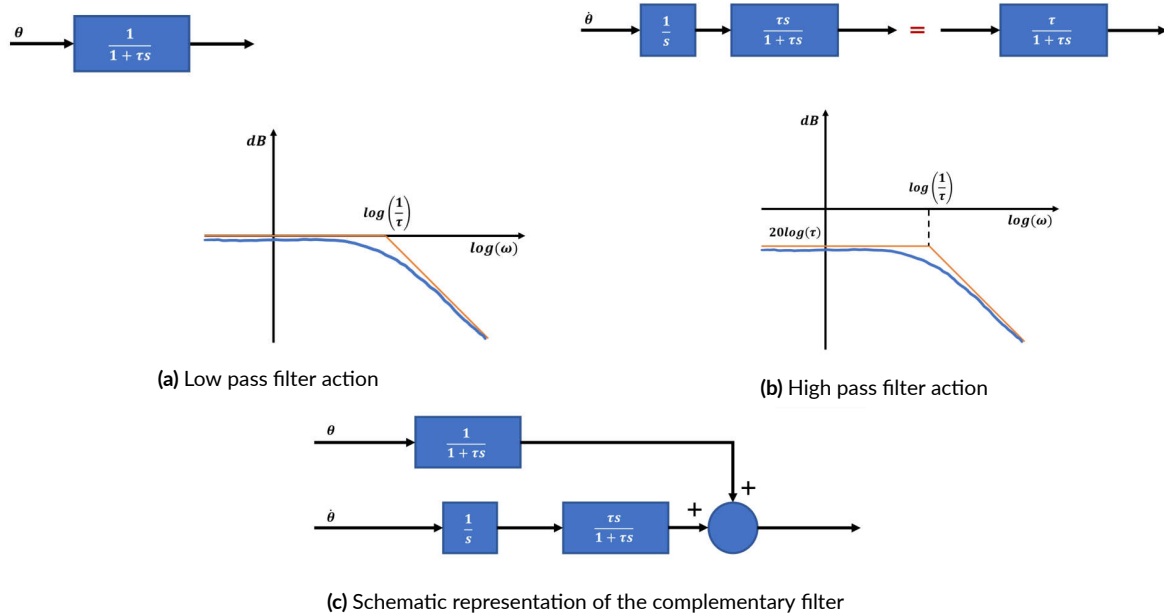 θ
1
1 + τs
θ̇
1
s
τs
1 + τs
=
τ
1 + τs
dB
log(1/τ)
log(ω)
(a) Low pass filter action
dB
log(1/τ)
log(ω)
20log(τ)
(b) High pass filter action
θ
1
1 + τs
+
θ̇
1
s
τs
1 + τs
+
(c) Schematic representation of the complementary filter